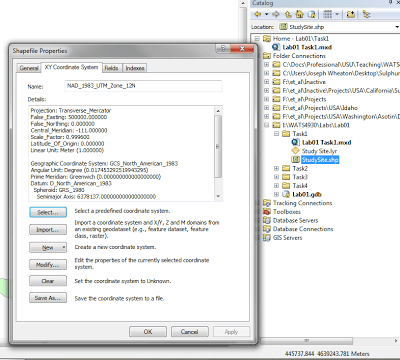 Shapefile Properties
General
XY Coordinate System
Fields
Indexes
Name:
NAD_1983_UTM_Zone_12N
Details:
Projection: Transverse_Mercator
False_Easting: 500000.000000
False_Northing: 0.000000
Central_Meridian: -111.000000
Scale_Factor: 0.999600
Latitude_Of_Origin: 0.000000
Linear Unit: Meter (1.000000)
Geographic Coordinate System: GCS_North_American_1983
Angular Unit: Degree (0.017453292519943295)
Prime Meridian: Greenwich (0.000000000000000000)
Datum: D_North_American_1983
Spheroid: GRS_1980
Semimajor Axis: 6378137.000000000000000000
Select...
Select a predefined coordinate system.
Import...
Import a coordinate system and X/Y, Z and M domains from
an existing geodataset (e.g., feature dataset, feature
class, raster).
New
Create a new coordinate system.
Modify...
Edit the properties of the currently selected coordinate
system.
Clear
Set the coordinate system to Unknown.
Save As...
Save the coordinate system to a file.
OK
Cancel
Apply
Catalog
Location:
StudySite.shp
Home - Lab01\Task1
Lab01 Task1.mxd
Folder Connections
C:\Docs\Professional\USU\Teaching\WATS
C:\Users\Joseph Wheaton\Desktop\Sulphur
F:\et_al\Inactive
F:\et_al\Inactive Projects\USA\California\Su
F:\et_al\Projects
F:\et_al\Projects\USA\Idaho
F:\et_al\Projects\USA\Utah
I:\WATS4930\Labs\Lab01
Task1
Lab01 Task1.mxd
Study Site.lyr
StudySite.shp
Task2
Task3
Task4
Lab01.gdb
Tracking Connections
Toolboxes
Database Servers
Database Connections
GIS Servers
445737.844 4639243.781 Meters